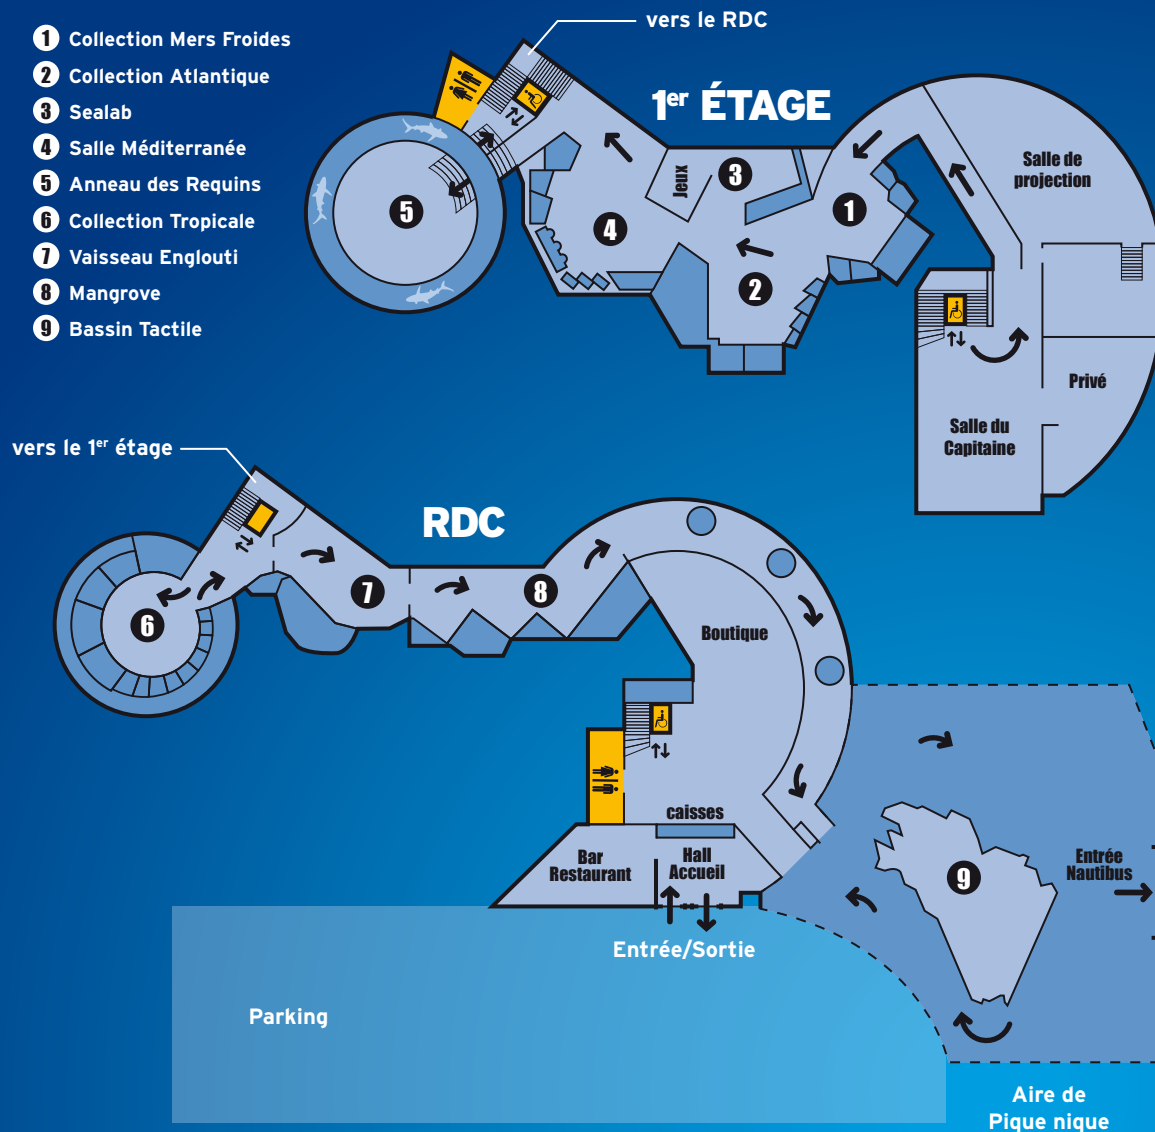 1 Collection Mers Froides
2 Collection Atlantique
3 Sealab
4 Salle Méditerranée
5 Anneau des Requins
6 Collection Tropicale
7 Vaisseau Englouti
8 Mangrove
9 Bassin Tactile
vers le RDC
1er ÉTAGE
Salle de
projection
Jeux
3
1
5
4
2
Privé
Salle du
Capitaine
vers le 1er étage
RDC
7
8
6
Boutique
caisses
Bar
Restaurant
Hall
Accueil
Entrée
Nautibus
9
Entrée/Sortie
Parking
Aire de
Pique nique